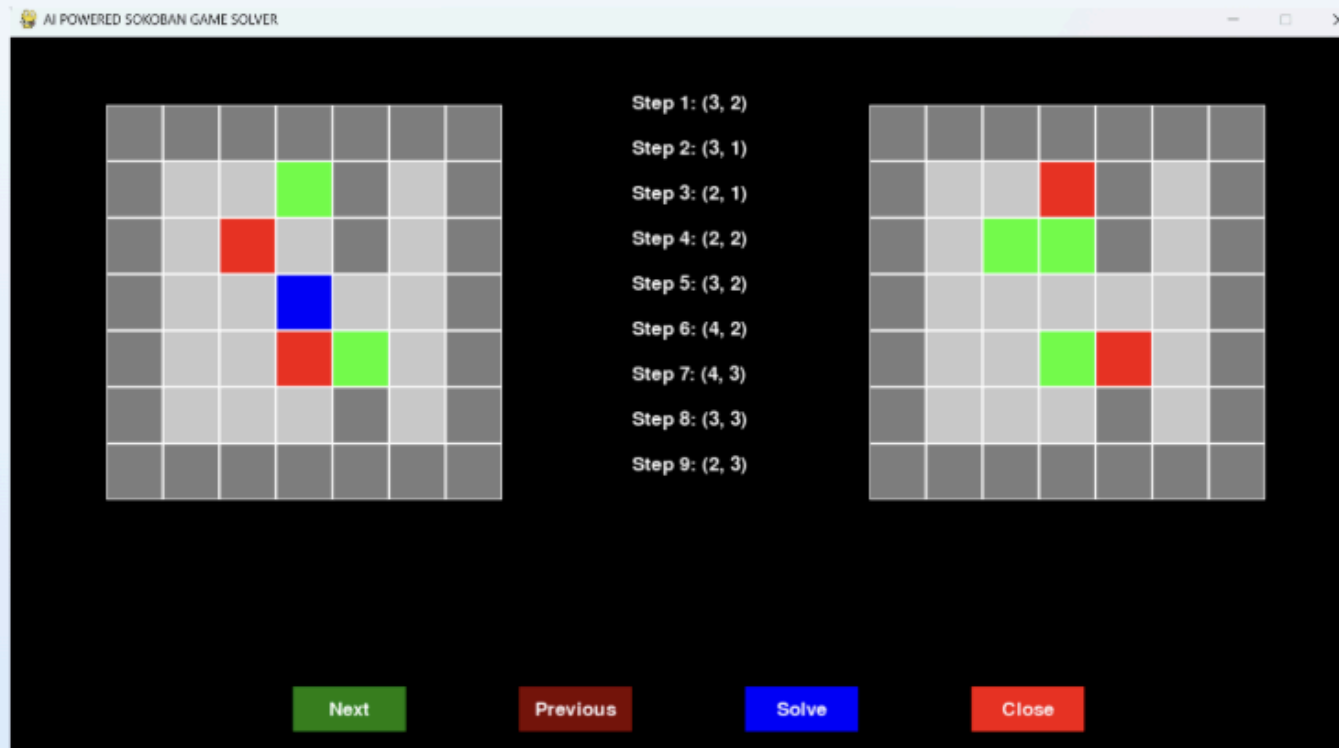 AI POWERED SOKOBAN GAME SOLVER
Step 1: (3, 2)
Step 2: (3, 1)
Step 3: (2, 1)
Step 4: (2, 2)
Step 5: (3, 2)
Step 6: (4, 2)
Step 7: (4, 3)
Step 8: (3, 3)
Step 9: (2, 3)
Next Previous Solve Close